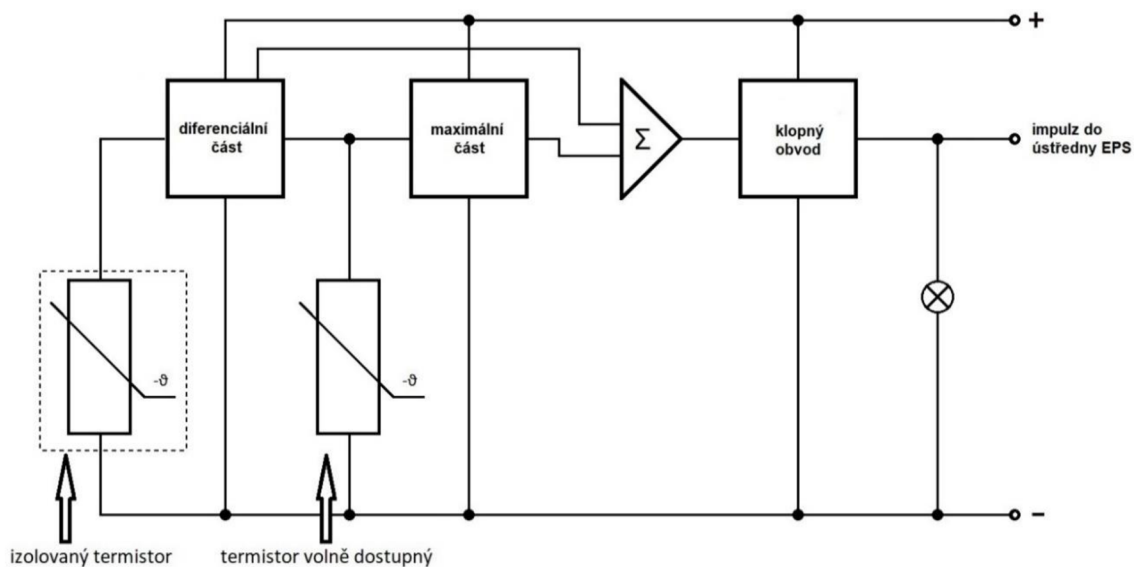 +
diferenciální
část
maximální
část
Σ
klopný
obvod
impulz do
ústředny EPS
-ϑ
-ϑ
−
izolovaný termistor
termistor volně dostupný